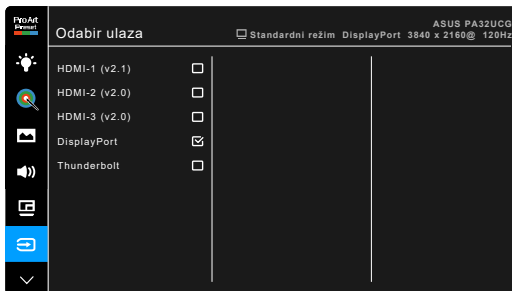 ProArt
Preset
Odabir ulaza
ASUS PA32UCG
Standardni režim DisplayPort 3840 x 2160@ 120Hz
HDMI-1 (v2.1)
HDMI-2 (v2.0)
HDMI-3 (v2.0)
DisplayPort
Thunderbolt